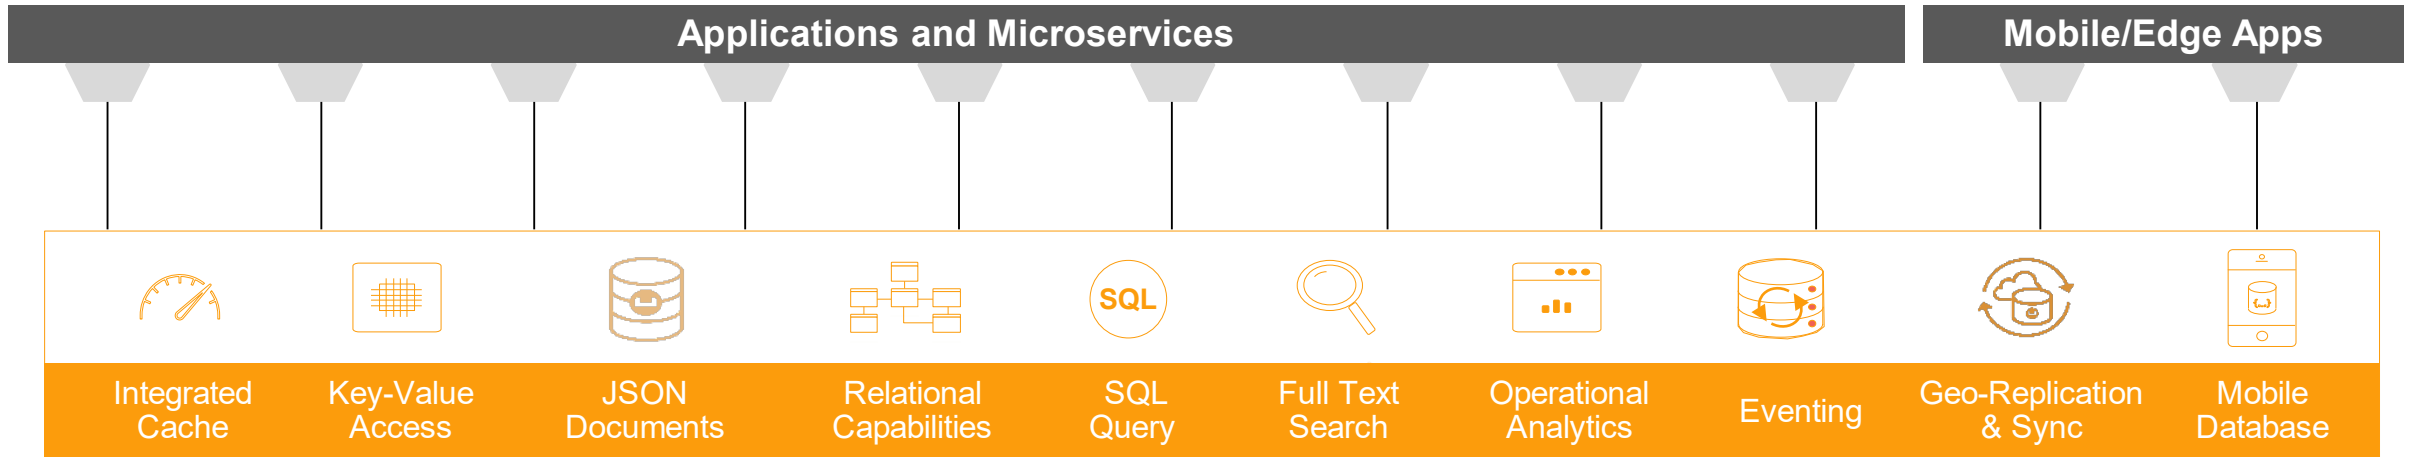 Applications and Microservices
Mobile/Edge Apps
SQL
{...}
Integrated
Cache
Key-Value
Access
JSON
Documents
Relational
Capabilities
SQL
Query
Full Text
Search
Operational
Analytics
Eventing
Geo-Replication
& Sync
Mobile
Database